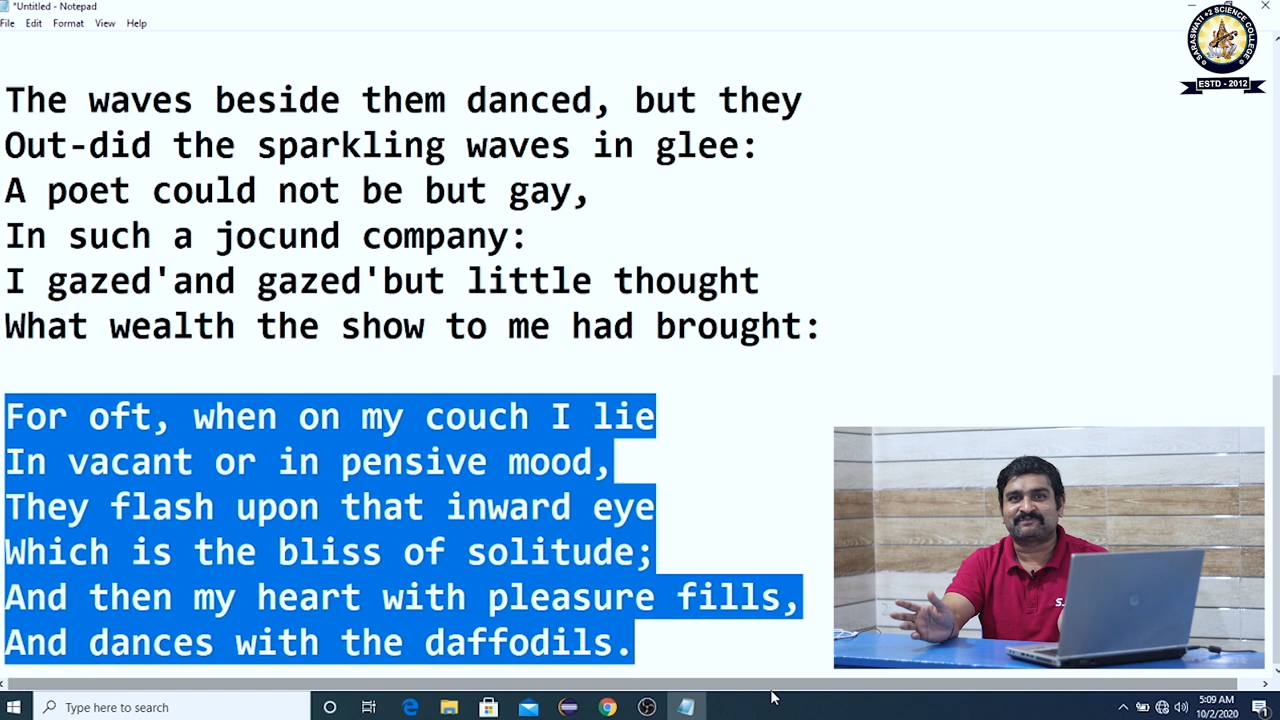 *Untitled - Notepad
File Edit Format View Help
SARASWATI +2 SCIENCE COLLEGE
ESTD - 2012
The waves beside them danced, but they
Out-did the sparkling waves in glee:
A poet could not be but gay,
In such a jocund company:
I gazed'and gazed'but little thought
What wealth the show to me had brought:
For oft, when on my couch I lie
In vacant or in pensive mood,
They flash upon that inward eye
Which is the bliss of solitude;
And then my heart with pleasure fills,
And dances with the daffodils.
Type here to search
5:09 AM
10/2/2020